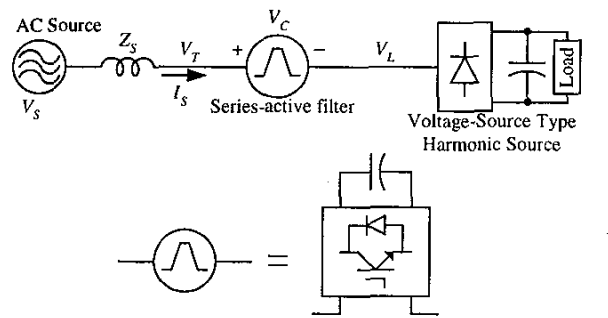 AC Source
Z_S
V_T
+
V_C
−
V_L
I_S
V_S
Series-active filter
Load
Voltage-Source Type
Harmonic Source
=